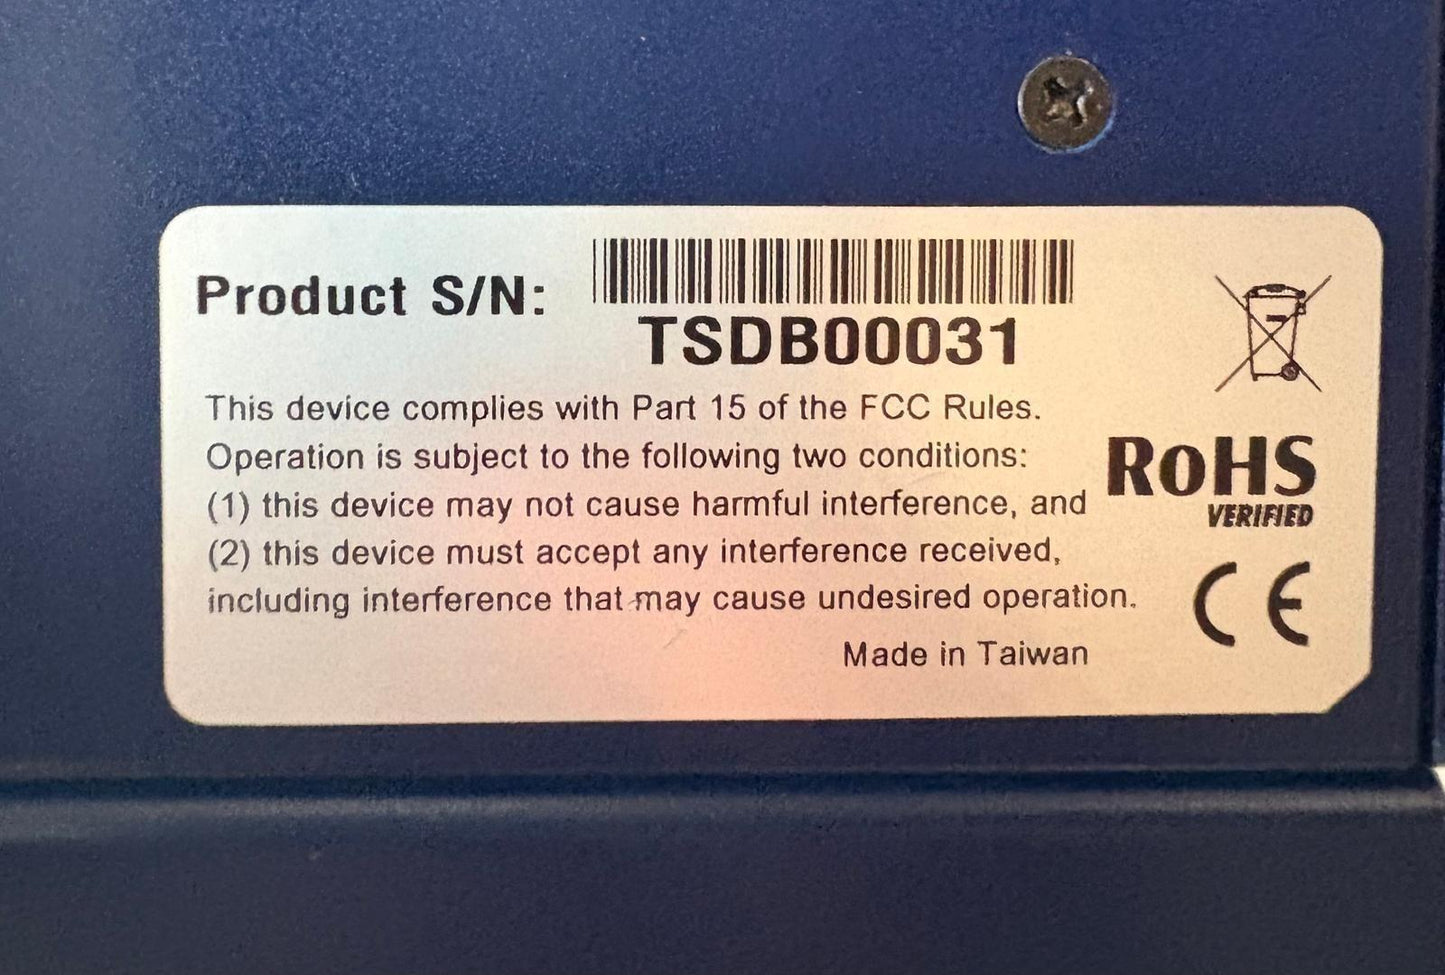 Product S/N:
TSDB00031
This device complies with Part 15 of the FCC Rules.
Operation is subject to the following two conditions:
(1) this device may not cause harmful interference, and
(2) this device must accept any interference received,
including interference that may cause undesired operation.
Made in Taiwan
RoHS
VERIFIED
CE